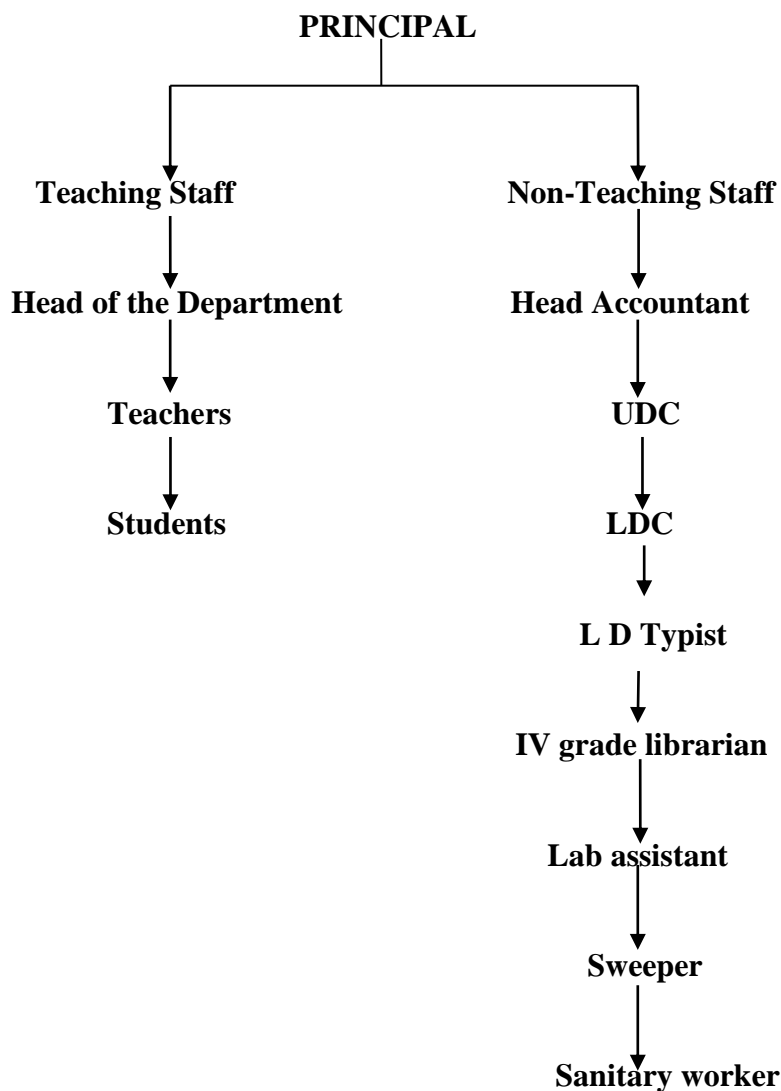 PRINCIPAL
Teaching Staff
Non-Teaching Staff
Head of the Department
Head Accountant
Teachers
UDC
Students
LDC
L D Typist
IV grade librarian
Lab assistant
Sweeper
Sanitary worker